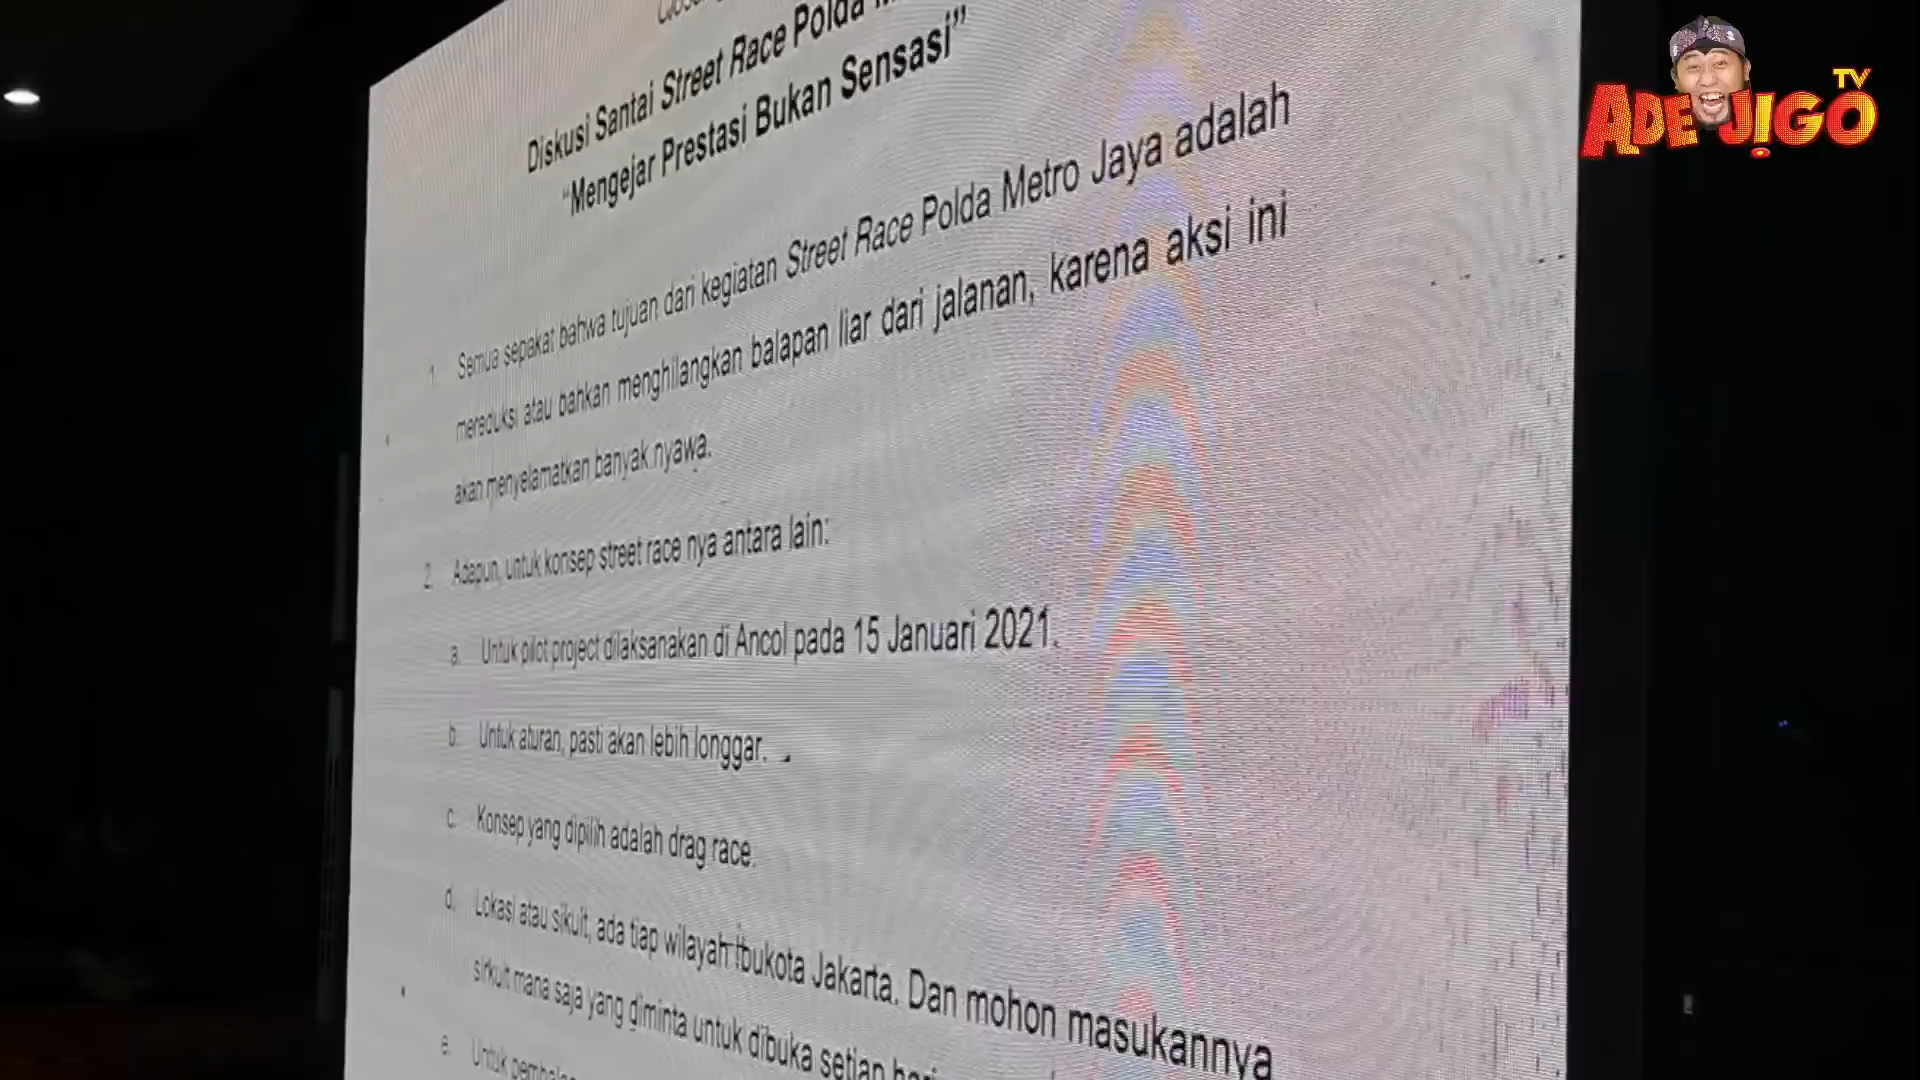 Diskusi Santai Street Race Polda
“Mengejar Prestasi Bukan Sensasi”
1. Semua sepakat bahwa tujuan dari kegiatan Street Race Polda Metro Jaya adalah
mereduksi atau bahkan menghilangkan balapan liar dari jalanan, karena aksi ini
akan menyelamatkan banyak nyawa.
2. Adapun, untuk konsep street race nya antara lain:
a. Untuk pilot project dilaksanakan di Ancol pada 15 Januari 2021.
b. Untuk aturan, pasti akan lebih longgar.
c. Konsep yang dipilih adalah drag race.
d. Lokasi atau sikuit, ada tiap wilayah Ibukota Jakarta. Dan mohon masukannya
sirkuit mana saja yang diminta untuk dibuka setiap hari
e. Untuk
ADE JIGO TV